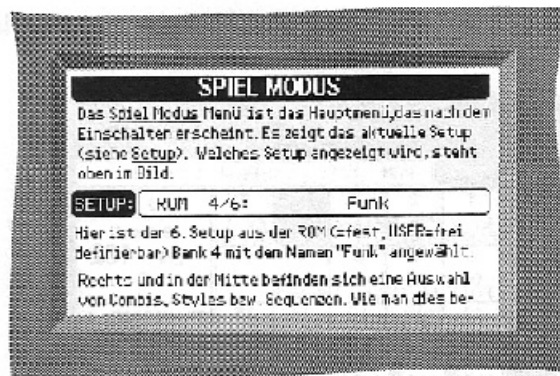 SPIEL MODUS
Das Spiel Modus Menü ist das Hauptmenü,das nach dem
Einschalten erscheint. Es zeigt das aktuelle Setup
(siehe Setup). Welches Setup angezeigt wird, steht
oben im Bild.
SETUP: ROM 4/6: Funk
Hier ist der 6. Setup aus der ROM (=fest, USER=frei
definierbar) Bank 4 mit dem Namen "Funk" angewählt.
Rechts und in der Mitte befinden sich eine Auswahl
von Combis, Styles bzw. Sequenzen. Wie man dies be-